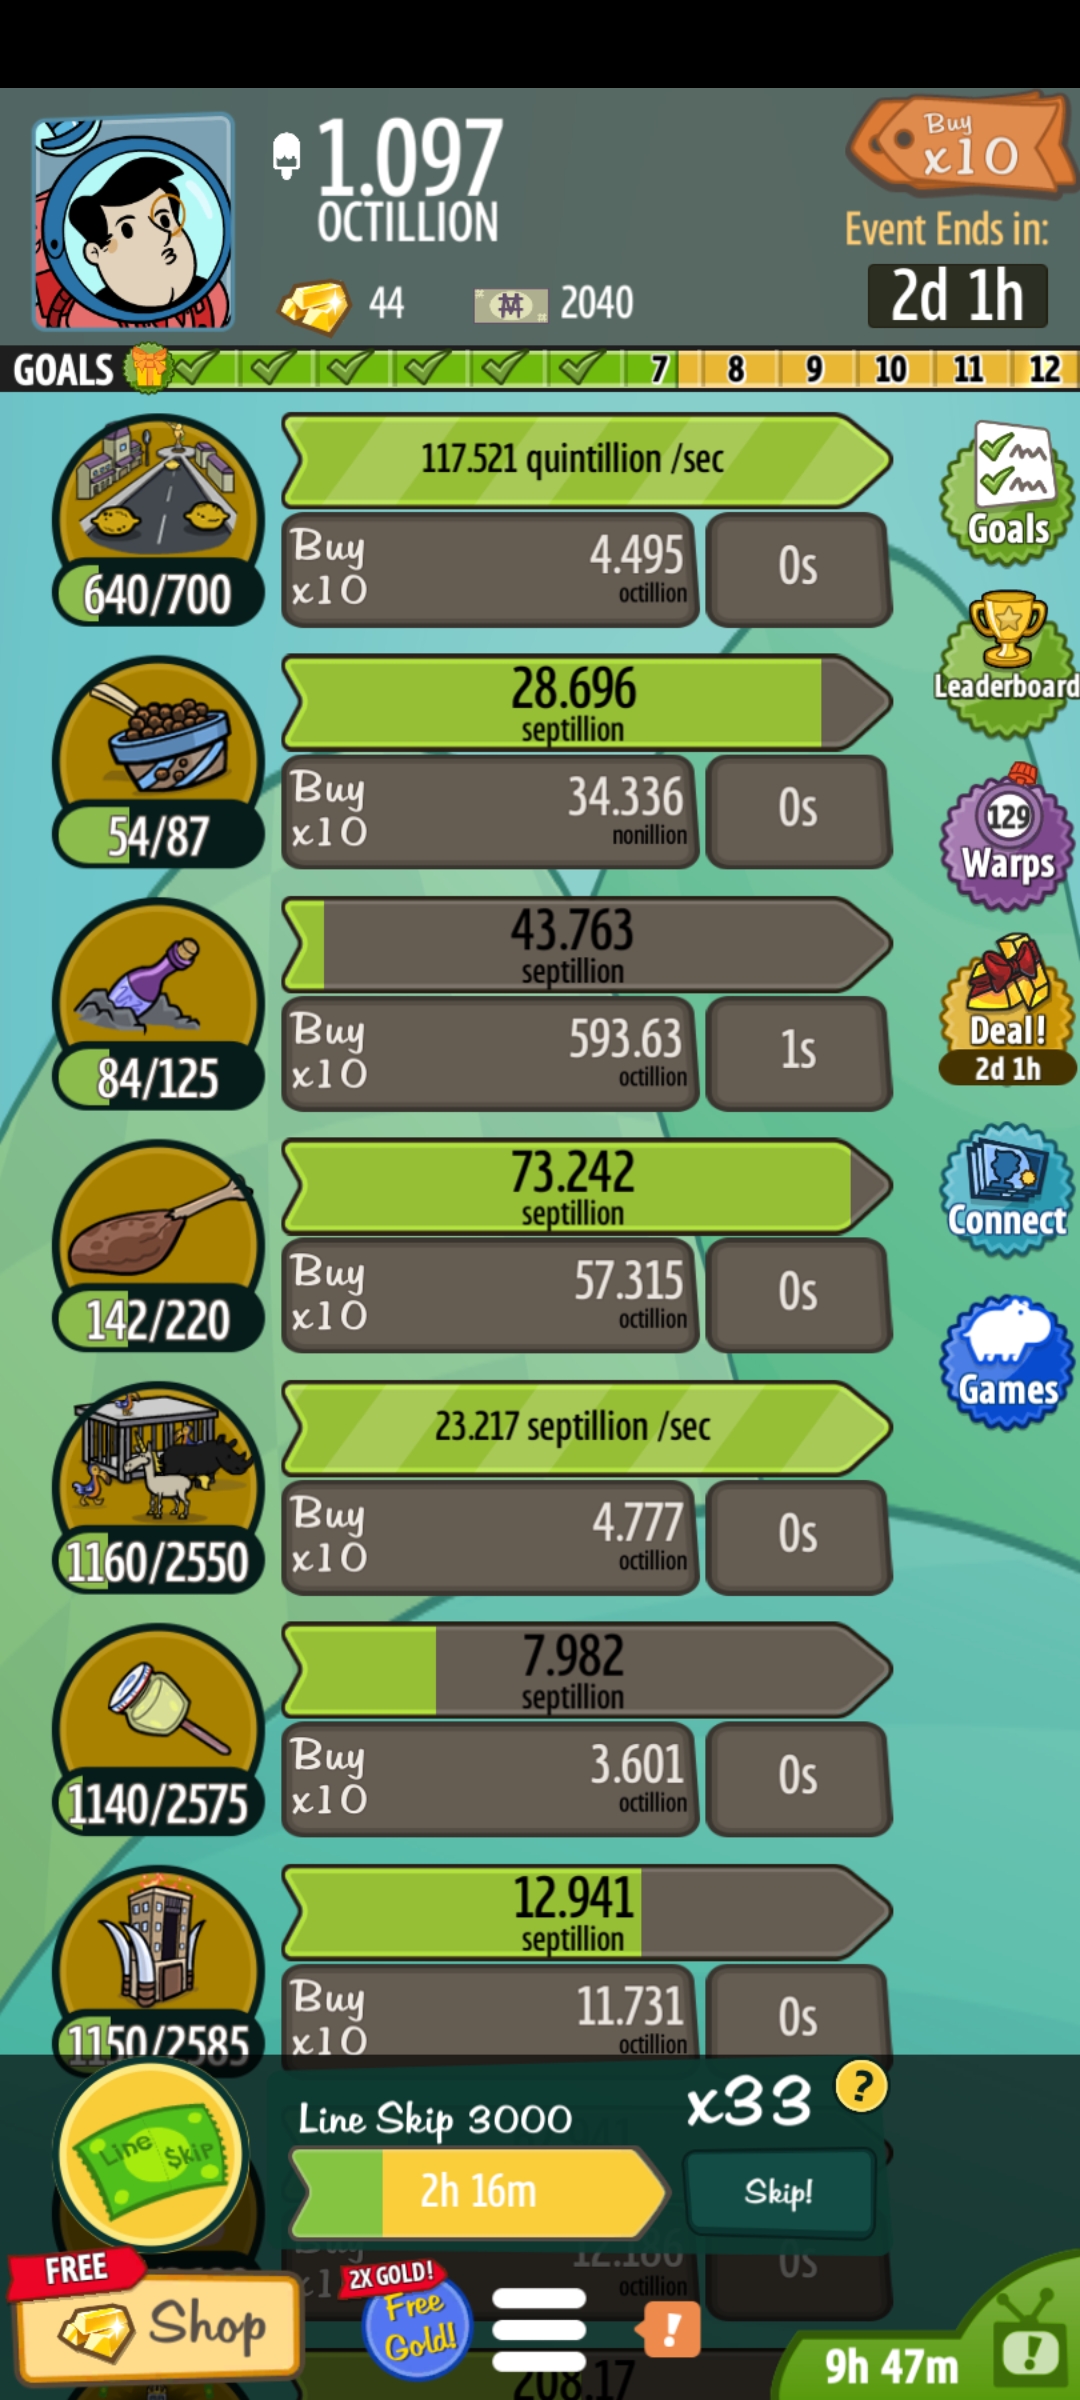 1.097
OCTILLION
Buy
x10
Event Ends in:
2d 1h
44
2040
GOALS 7 8 9 10 11 12
117.521 quintillion /sec
640/700
Buy
x10
4.495
octillion
0s
Goals
28.696
septillion
54/87
Buy
x10
34.336
nonillion
0s
Leaderboard
43.763
septillion
84/125
Buy
x10
593.63
octillion
1s
129
Warps
73.242
septillion
142/220
Buy
x10
57.315
octillion
0s
Deal!
2d 1h
23.217 septillion /sec
1160/2550
Buy
x10
4.777
octillion
0s
Connect
7.982
septillion
1140/2575
Buy
x10
3.601
octillion
0s
Games
12.941
septillion
1150/2585
Buy
x10
11.731
octillion
0s
Line Skip
Line Skip 3000
x33
?
2h 16m
Skip!
12.186
octillion
0s
FREE
Shop
2X GOLD!
Free
Gold!
!
208.17
9h 47m
!